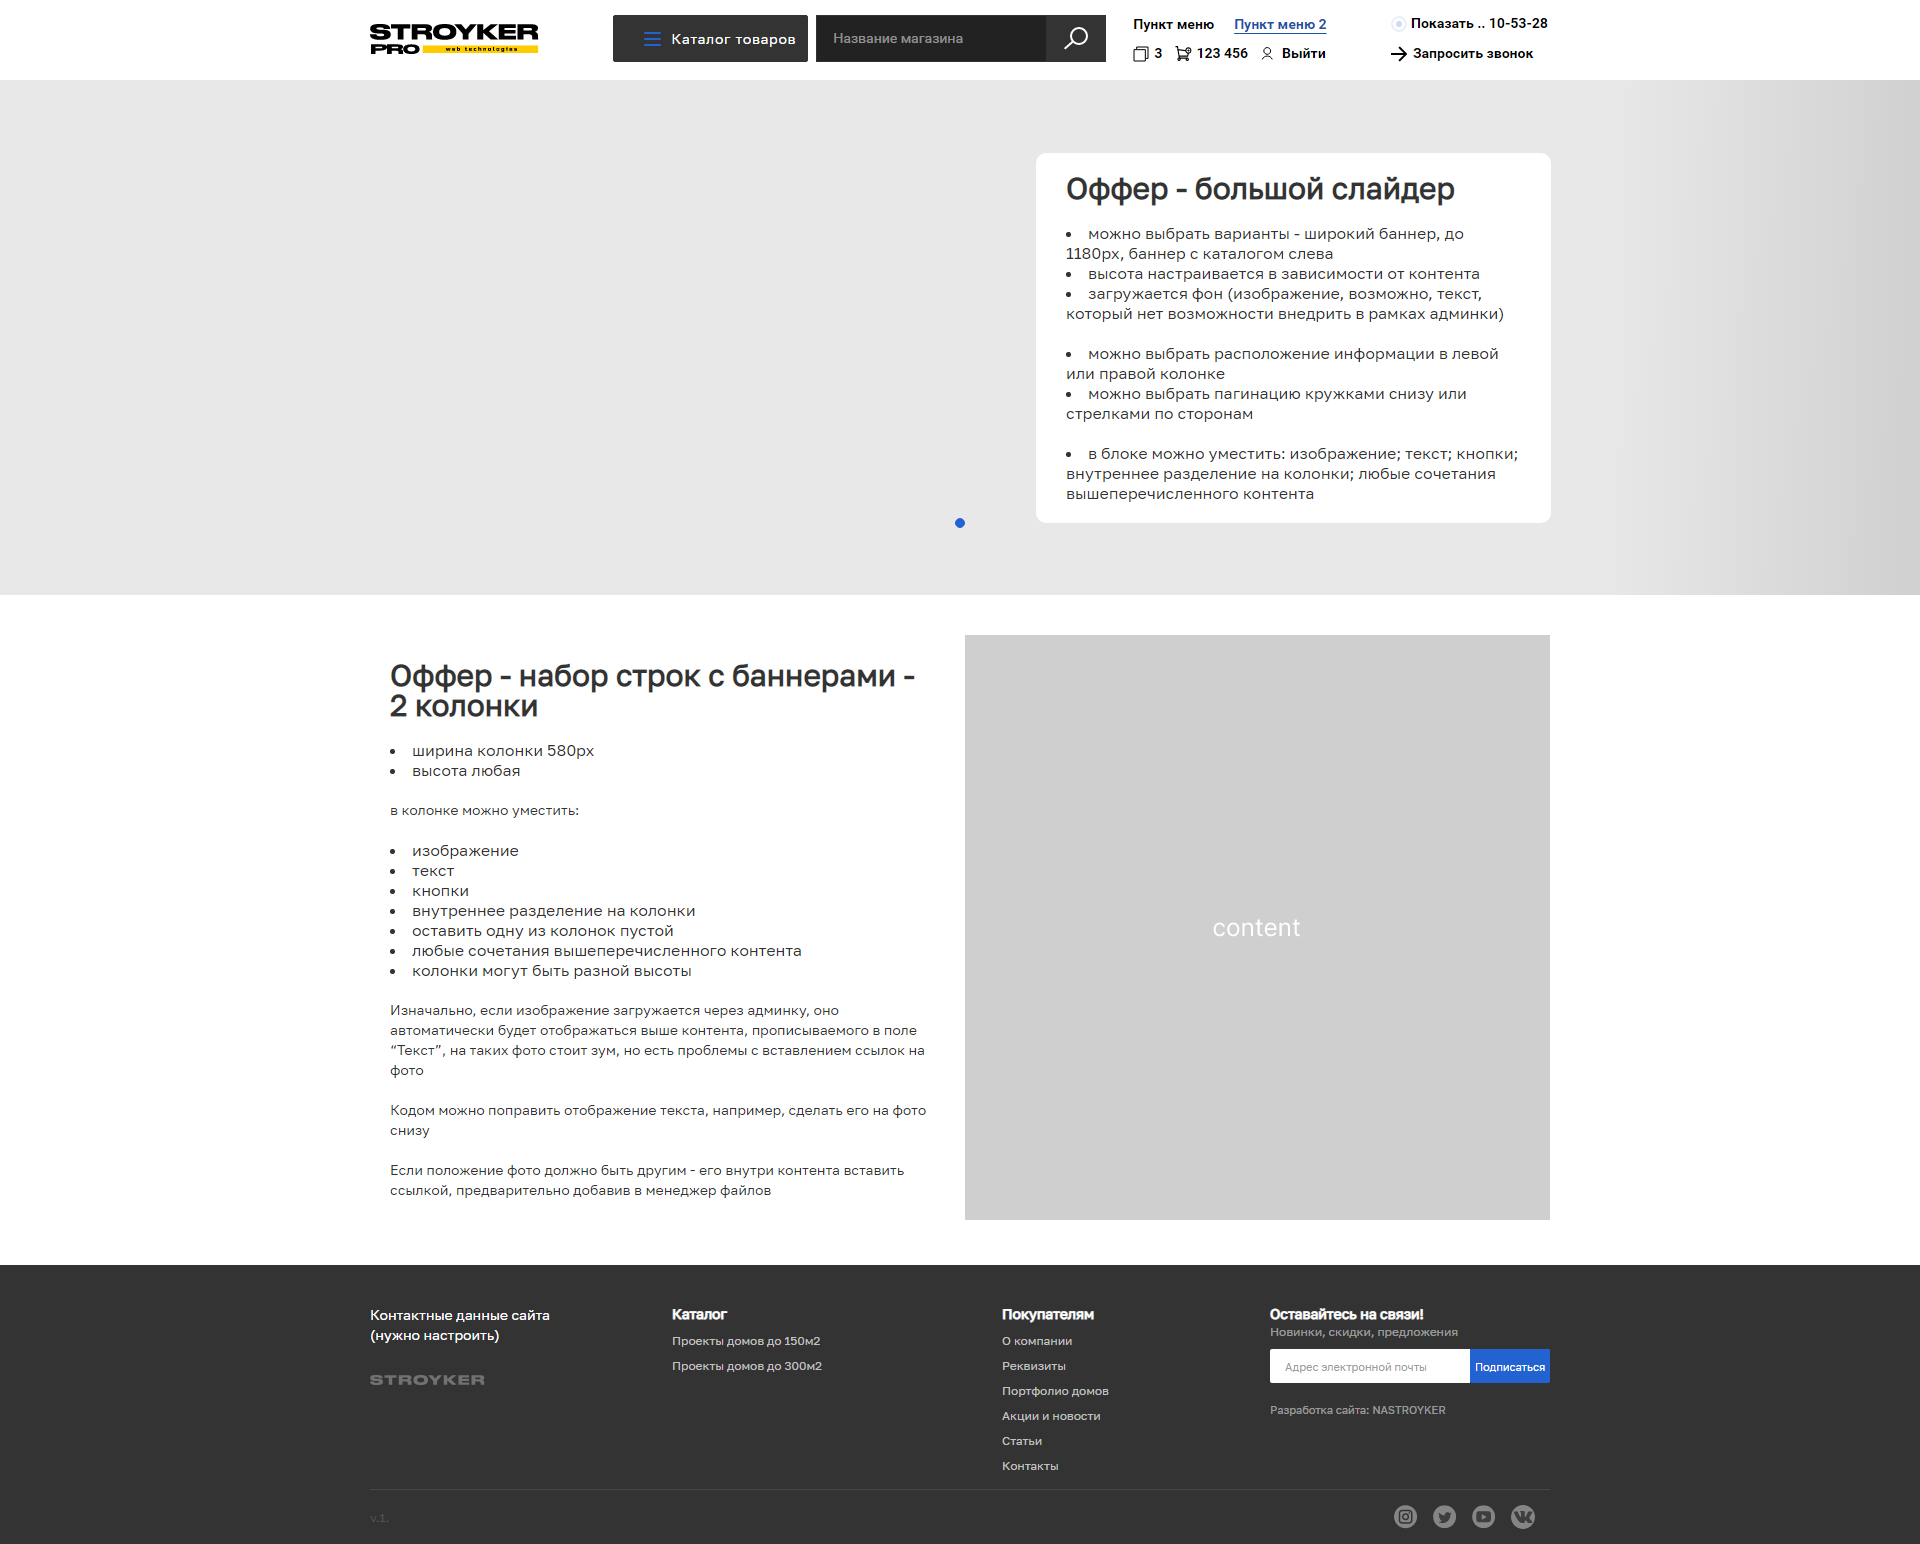 STROYKER
PRO web technologies
Каталог товаров
Название магазина
Пункт меню Пункт меню 2
3 123 456 Выйти
Показать .. 10-53-28
Запросить звонок
Оффер - большой слайдер
• можно выбрать варианты - широкий баннер, до
1180px, баннер с каталогом слева
• высота настраивается в зависимости от контента
• загружается фон (изображение, возможно, текст,
который нет возможности внедрить в рамках админки)
• можно выбрать расположение информации в левой
или правой колонке
• можно выбрать пагинацию кружками снизу или
стрелками по сторонам
• в блоке можно уместить: изображение; текст; кнопки;
внутреннее разделение на колонки; любые сочетания
вышеперечисленного контента
Оффер - набор строк с баннерами -
2 колонки
• ширина колонки 580px
• высота любая
в колонке можно уместить:
• изображение
• текст
• кнопки
• внутреннее разделение на колонки
• оставить одну из колонок пустой
• любые сочетания вышеперечисленного контента
• колонки могут быть разной высоты
Изначально, если изображение загружается через админку, оно
автоматически будет отображаться выше контента, прописываемого в поле
“Текст”, на таких фото стоит зум, но есть проблемы с вставлением ссылок на
фото
Кодом можно поправить отображение текста, например, сделать его на фото
снизу
Если положение фото должно быть другим - его внутри контента вставить
ссылкой, предварительно добавив в менеджер файлов
content
Контактные данные сайта
(нужно настроить)
STROYKER
Каталог
Проекты домов до 150м2
Проекты домов до 300м2
Покупателям
О компании
Реквизиты
Портфолио домов
Акции и новости
Статьи
Контакты
Оставайтесь на связи!
Новинки, скидки, предложения
Адрес электронной почты
Подписаться
Разработка сайта: NASTROYKER
v.1.